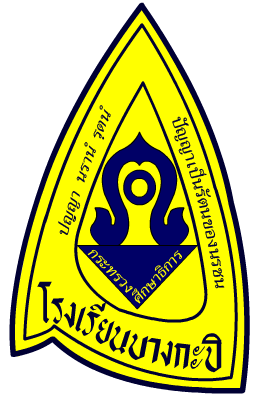 ปญฺญา นรานํ รตนํ
ปัญญาเป็นรัตนของนรชน
กระทรวงศึกษาธิการ
โรงเรียนบางกะปิ